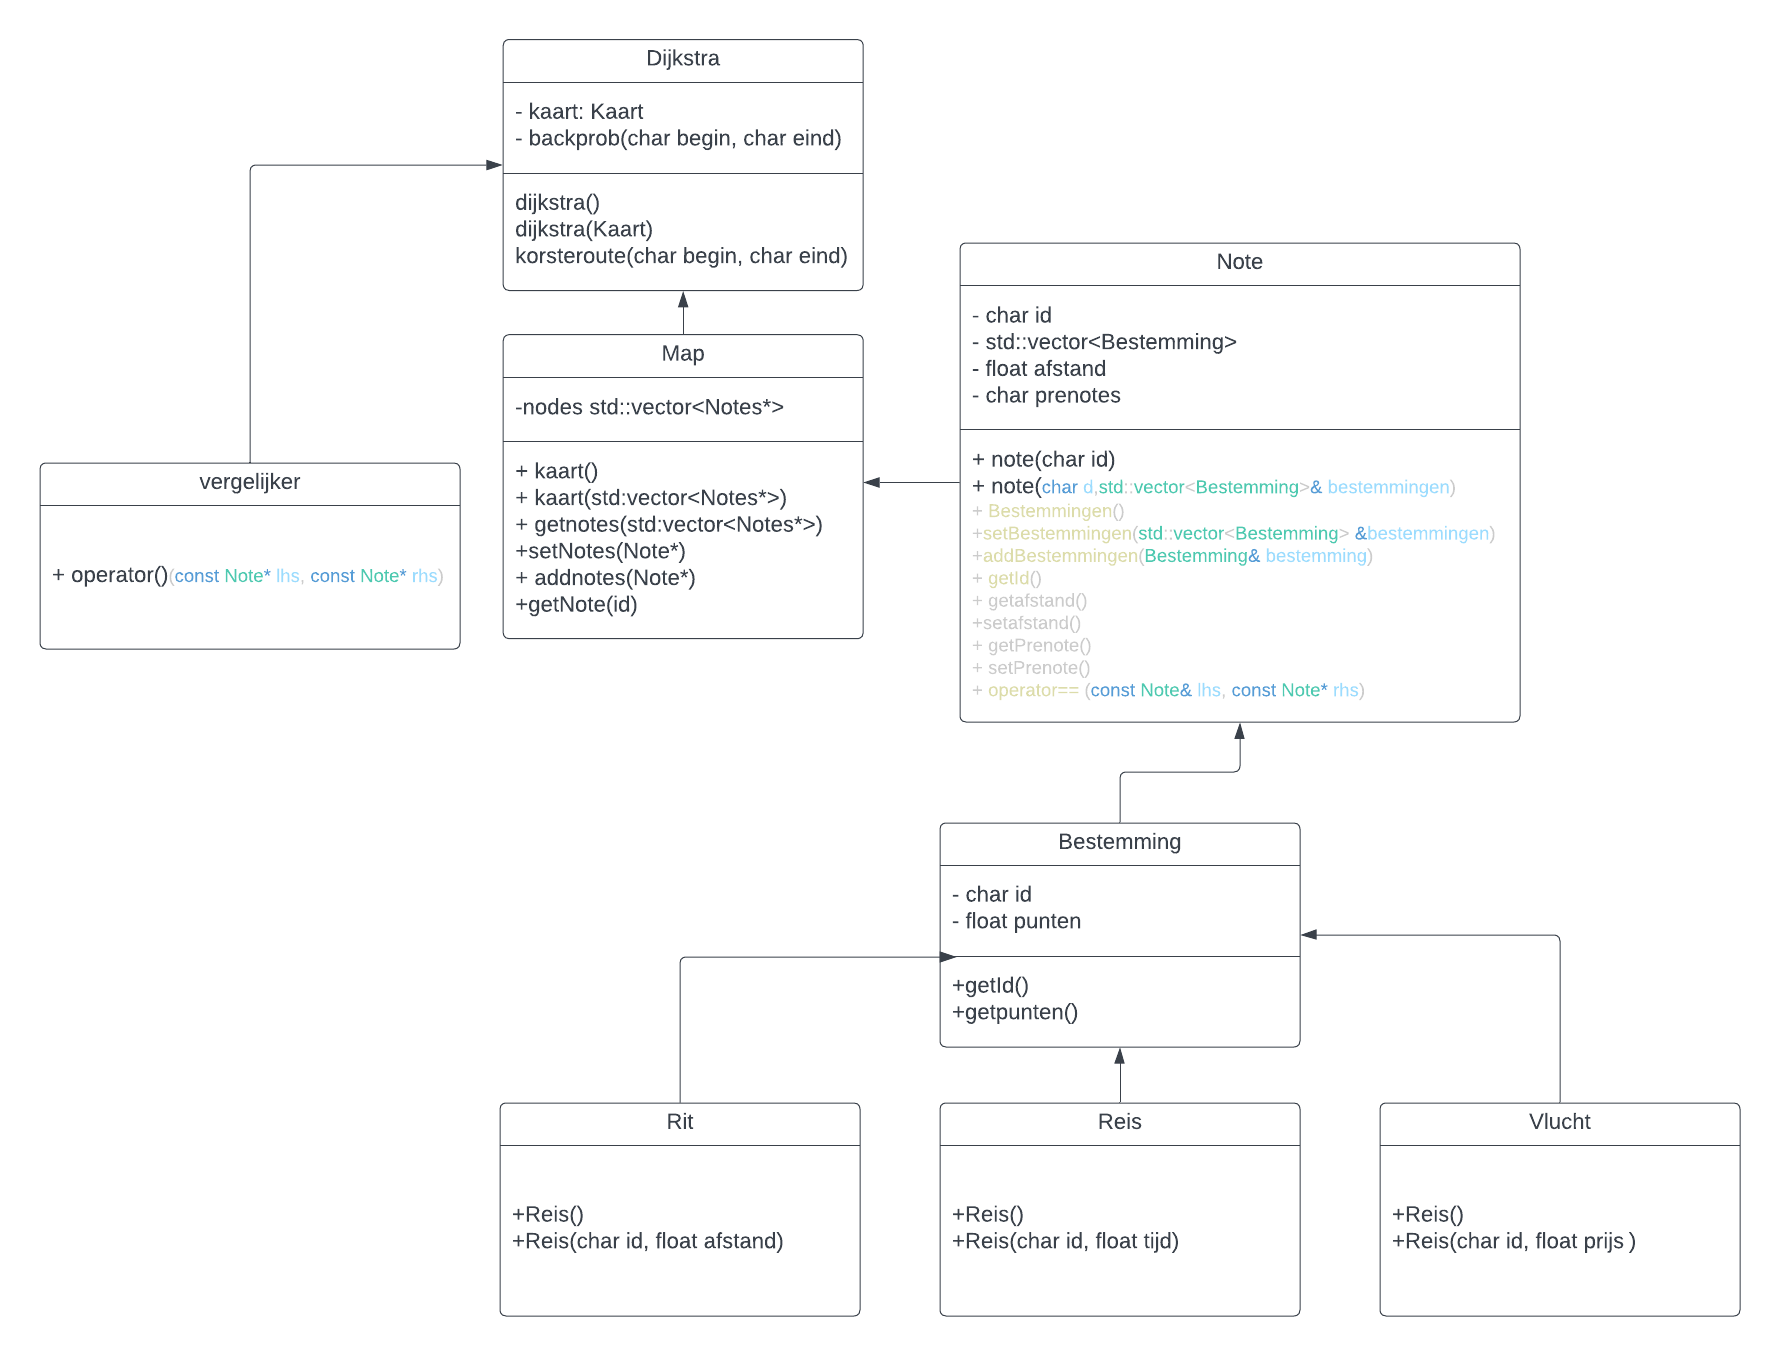 Dijkstra
- kaart: Kaart
- backprob(char begin, char eind)
dijkstra()
dijkstra(Kaart)
korsteroute(char begin, char eind)
Map
-nodes std::vector<Notes*>
+ kaart()
+ kaart(std:vector<Notes*>)
+ getnotes(std:vector<Notes*>)
+setNotes(Note*)
+ addnotes(Note*)
+getNote(id)
vergelijker
+ operator()(const Note* lhs, const Note* rhs)
Note
- char id
- std::vector<Bestemming>
- float afstand
- char prenotes
+ note(char id)
+ note(char d,std::vector<Bestemming>& bestemmingen)
+ Bestemmingen()
+setBestemmingen(std::vector<Bestemming> &bestemmingen)
+addBestemmingen(Bestemming& bestemming)
+ getId()
+ getafstand()
+setafstand()
+ getPrenote()
+ setPrenote()
+ operator== (const Note& lhs, const Note* rhs)
Bestemming
- char id
- float punten
+getId()
+getpunten()
Rit
+Reis()
+Reis(char id, float afstand)
Reis
+Reis()
+Reis(char id, float tijd)
Vlucht
+Reis()
+Reis(char id, float prijs )